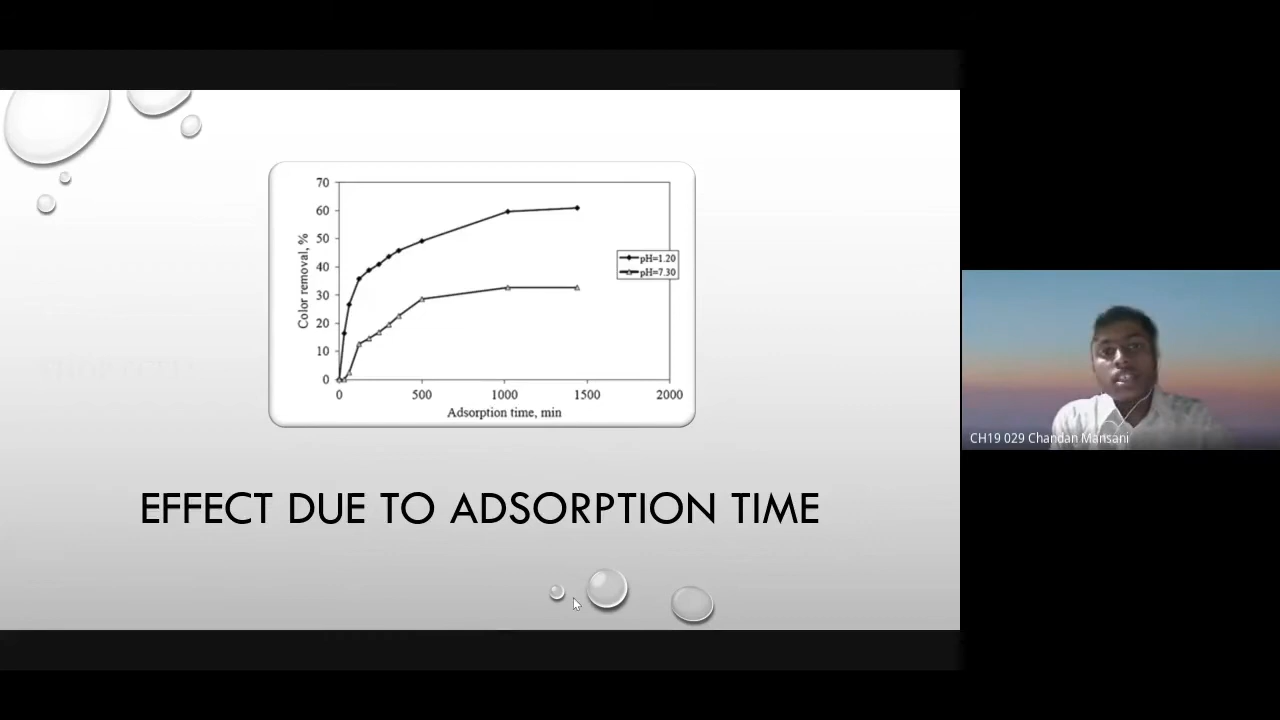 70
60
50
40
30
20
10
0
Color removal, %
pH=1.20
pH=7.30
0 500 1000 1500 2000
Adsorption time, min
EFFECT DUE TO ADSORPTION TIME
CH19 029 Chandan Mansani